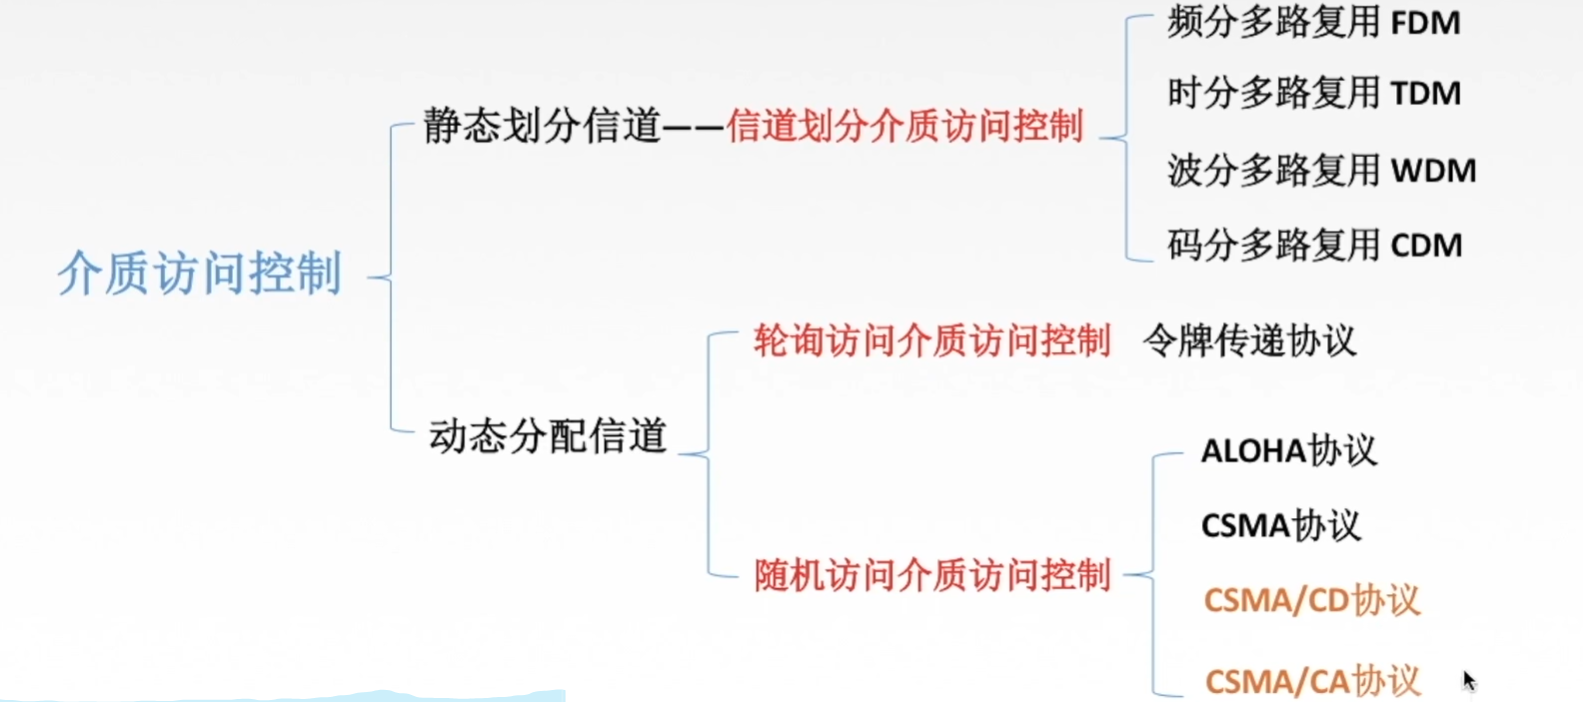 介质访问控制
静态划分信道——信道划分介质访问控制
频分多路复用 FDM
时分多路复用 TDM
波分多路复用 WDM
码分多路复用 CDM
动态分配信道
轮询访问介质访问控制 令牌传递协议
随机访问介质访问控制
ALOHA协议
CSMA协议
CSMA/CD协议
CSMA/CA协议